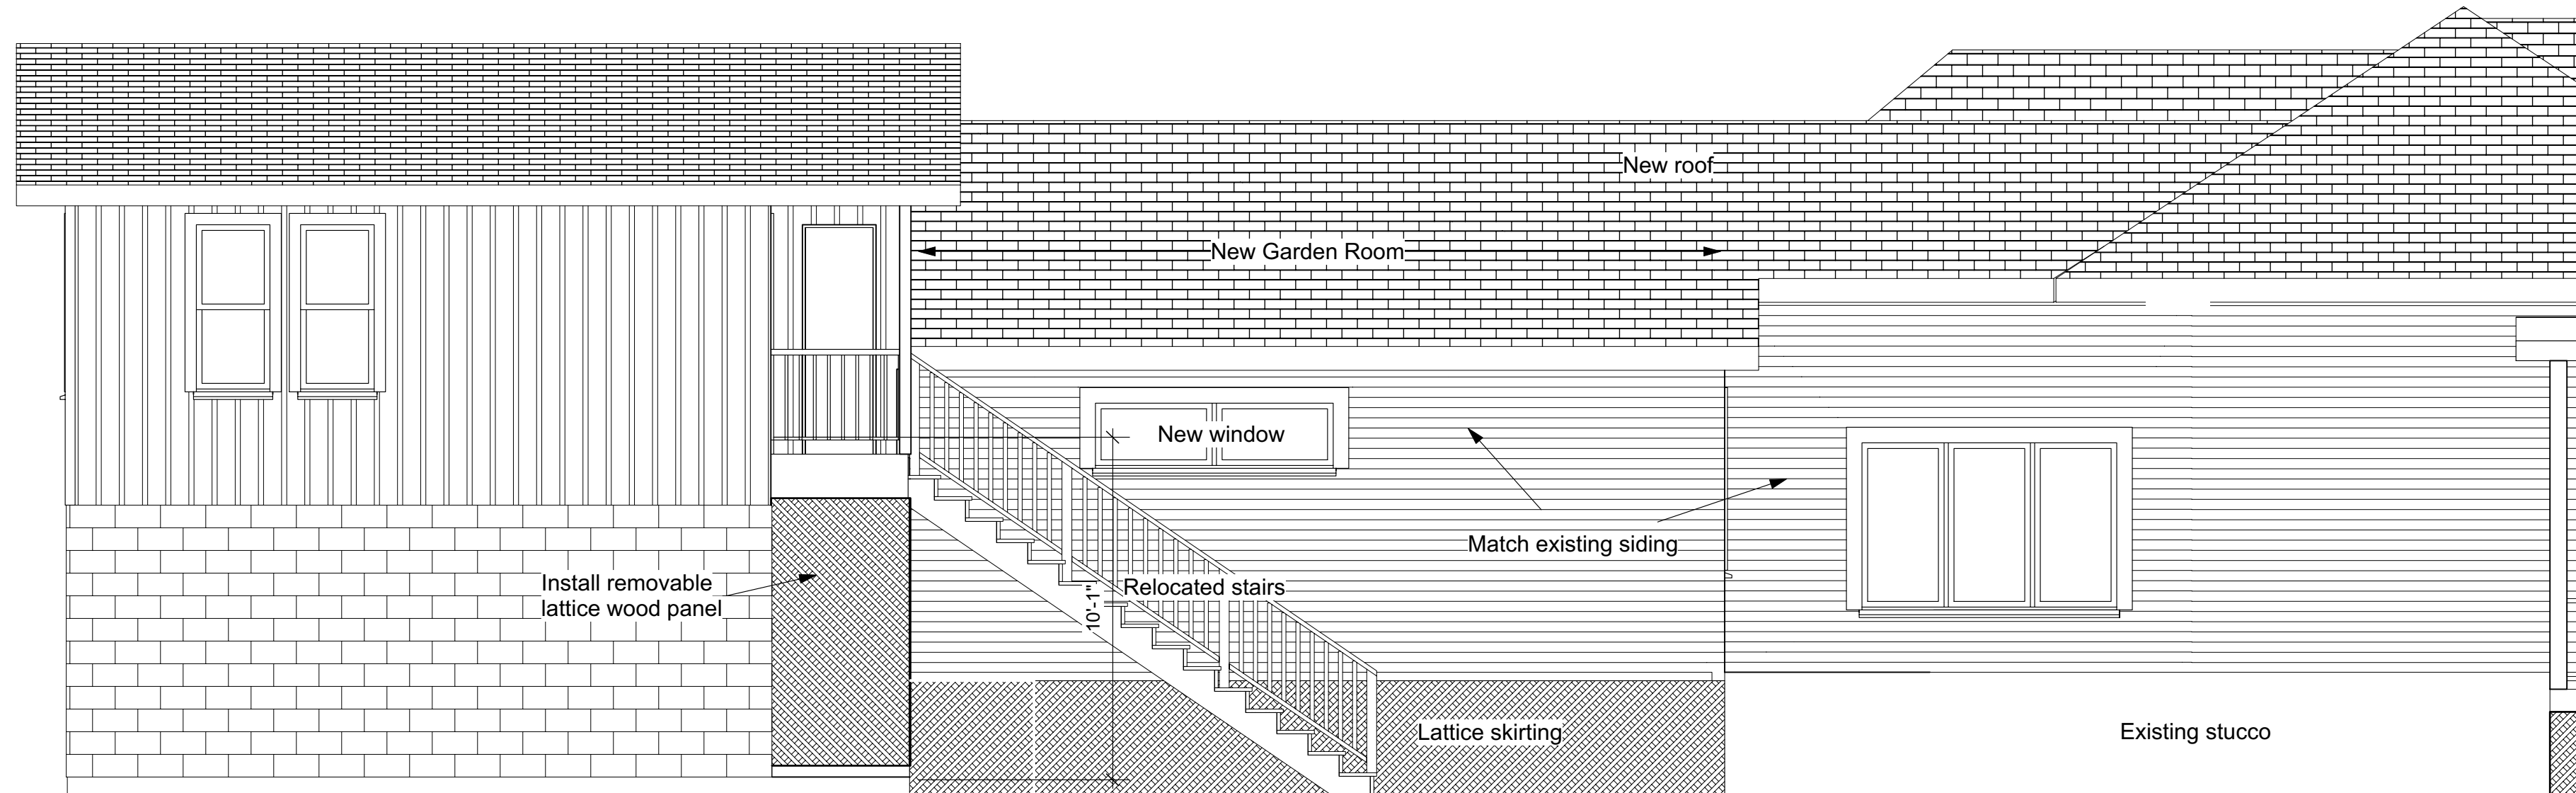 New roof
New Garden Room
New window
Match existing siding
Install removable
lattice wood panel
Relocated stairs
10'-1"
Lattice skirting
Existing stucco